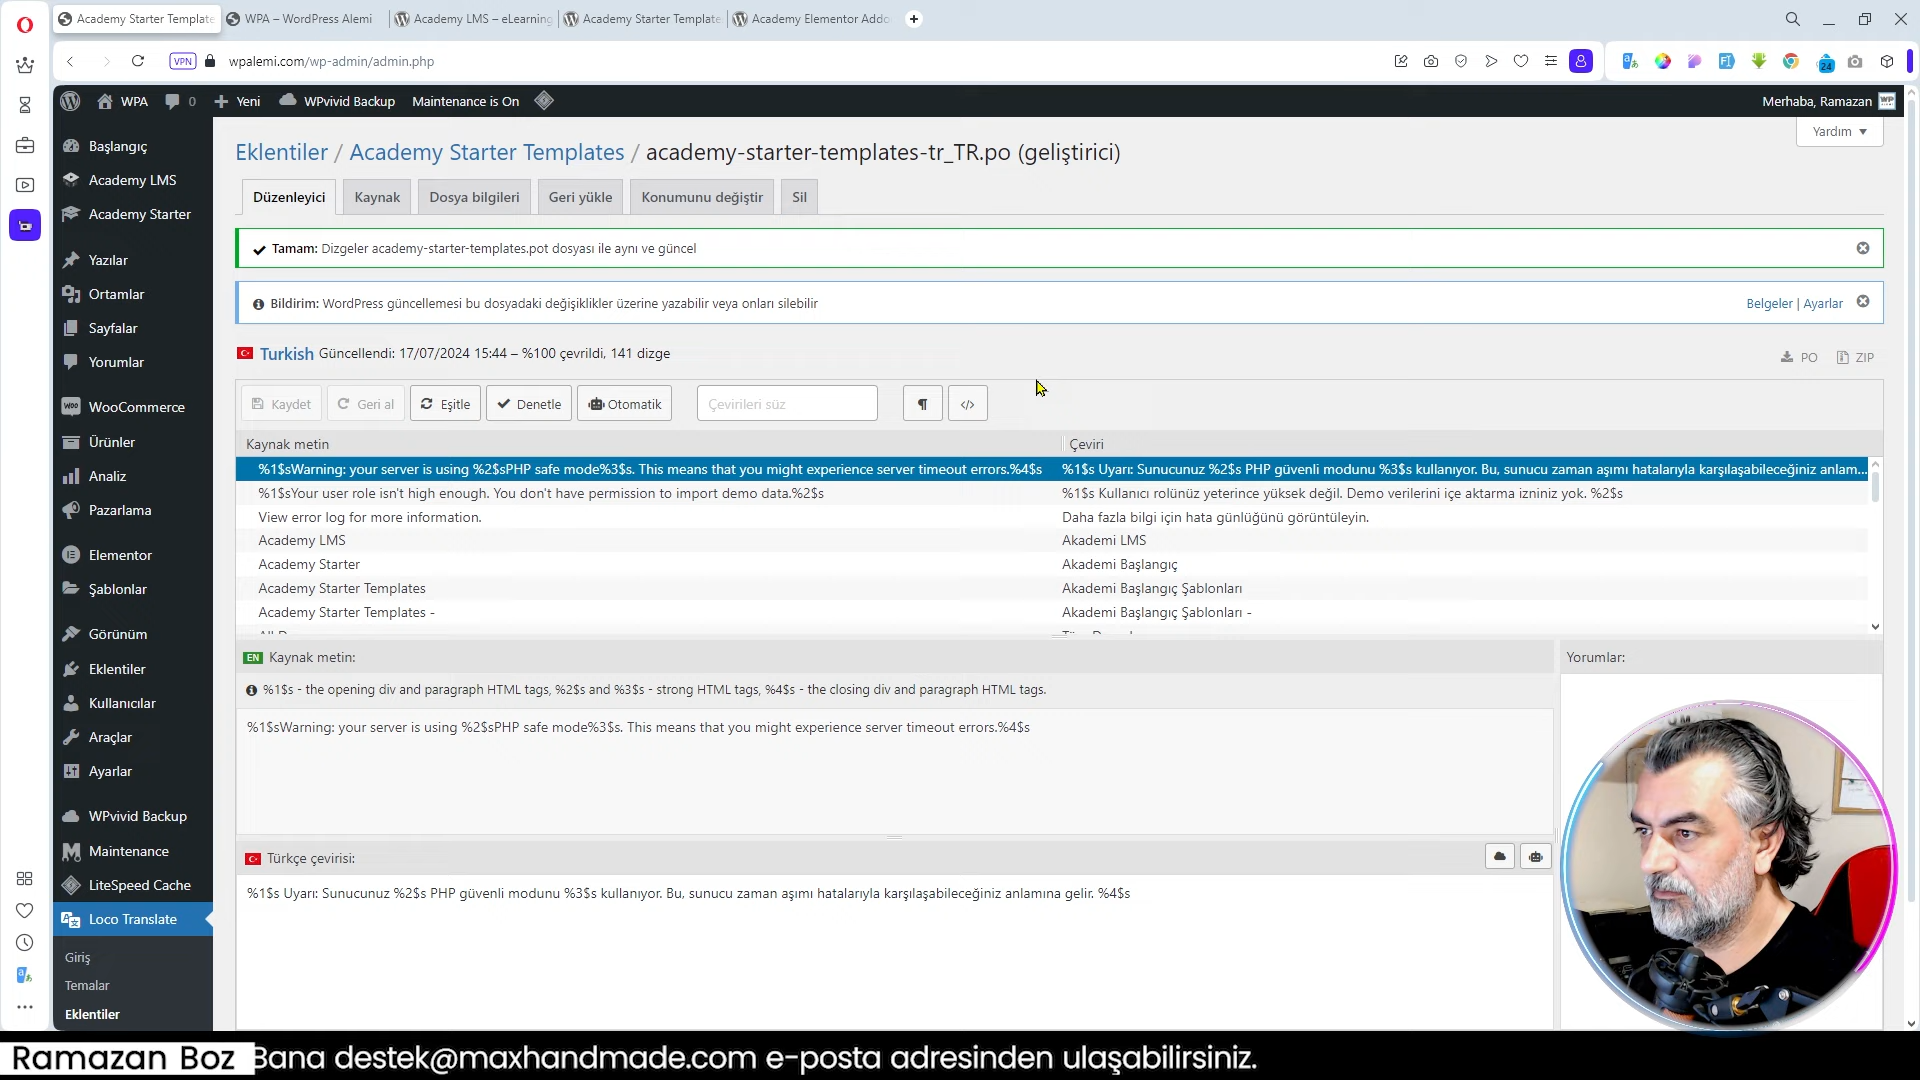 Academy Starter Template
WPA – WordPress Alemi
Academy LMS – eLearning
Academy Starter Template
Academy Elementor Addo
VPN
wpalemi.com/wp-admin/admin.php
24
WPA
0
Yeni
WPvivid Backup
Maintenance is On
Merhaba, Ramazan
Yardım
Başlangıç
Academy LMS
Academy Starter
Yazılar
Ortamlar
Sayfalar
Yorumlar
WooCommerce
Ürünler
Analiz
Pazarlama
Elementor
Şablonlar
Görünüm
Eklentiler
Kullanıcılar
Araçlar
Ayarlar
WPvivid Backup
Maintenance
LiteSpeed Cache
Loco Translate
Giriş
Temalar
Eklentiler
Eklentiler / Academy Starter Templates / academy-starter-templates-tr_TR.po (geliştirici)
Düzenleyici
Kaynak
Dosya bilgileri
Geri yükle
Konumunu değiştir
Sil
Tamam: Dizgeler academy-starter-templates.pot dosyası ile aynı ve güncel
Bildirim: WordPress güncellemesi bu dosyadaki değişiklikler üzerine yazabilir veya onları silebilir
Belgeler | Ayarlar
Turkish Güncellendi: 17/07/2024 15:44 – %100 çevrildi, 141 dizge
PO
ZIP
Kaydet
Geri al
Eşitle
Denetle
Otomatik
Çevirileri süz
¶
</>
Kaynak metin
Çeviri
%1$sWarning: your server is using %2$sPHP safe mode%3$s. This means that you might experience server timeout errors.%4$s
%1$s Uyarı: Sunucunuz %2$s PHP güvenli modunu %3$s kullanıyor. Bu, sunucu zaman aşımı hatalarıyla karşılaşabileceğiniz anlam...
%1$sYour user role isn't high enough. You don't have permission to import demo data.%2$s
%1$s Kullanıcı rolünüz yeterince yüksek değil. Demo verilerini içe aktarma izniniz yok. %2$s
View error log for more information.
Daha fazla bilgi için hata günlüğünü görüntüleyin.
Academy LMS
Akademi LMS
Academy Starter
Akademi Başlangıç
Academy Starter Templates
Akademi Başlangıç Şablonları
Academy Starter Templates -
Akademi Başlangıç Şablonları -
EN Kaynak metin:
Yorumlar:
%1$s - the opening div and paragraph HTML tags, %2$s and %3$s - strong HTML tags, %4$s - the closing div and paragraph HTML tags.
%1$sWarning: your server is using %2$sPHP safe mode%3$s. This means that you might experience server timeout errors.%4$s
Türkçe çevirisi:
%1$s Uyarı: Sunucunuz %2$s PHP güvenli modunu %3$s kullanıyor. Bu, sunucu zaman aşımı hatalarıyla karşılaşabileceğiniz anlamına gelir. %4$s
Ramazan Boz
Bana destek@maxhandmade.com e-posta adresinden ulaşabilirsiniz.